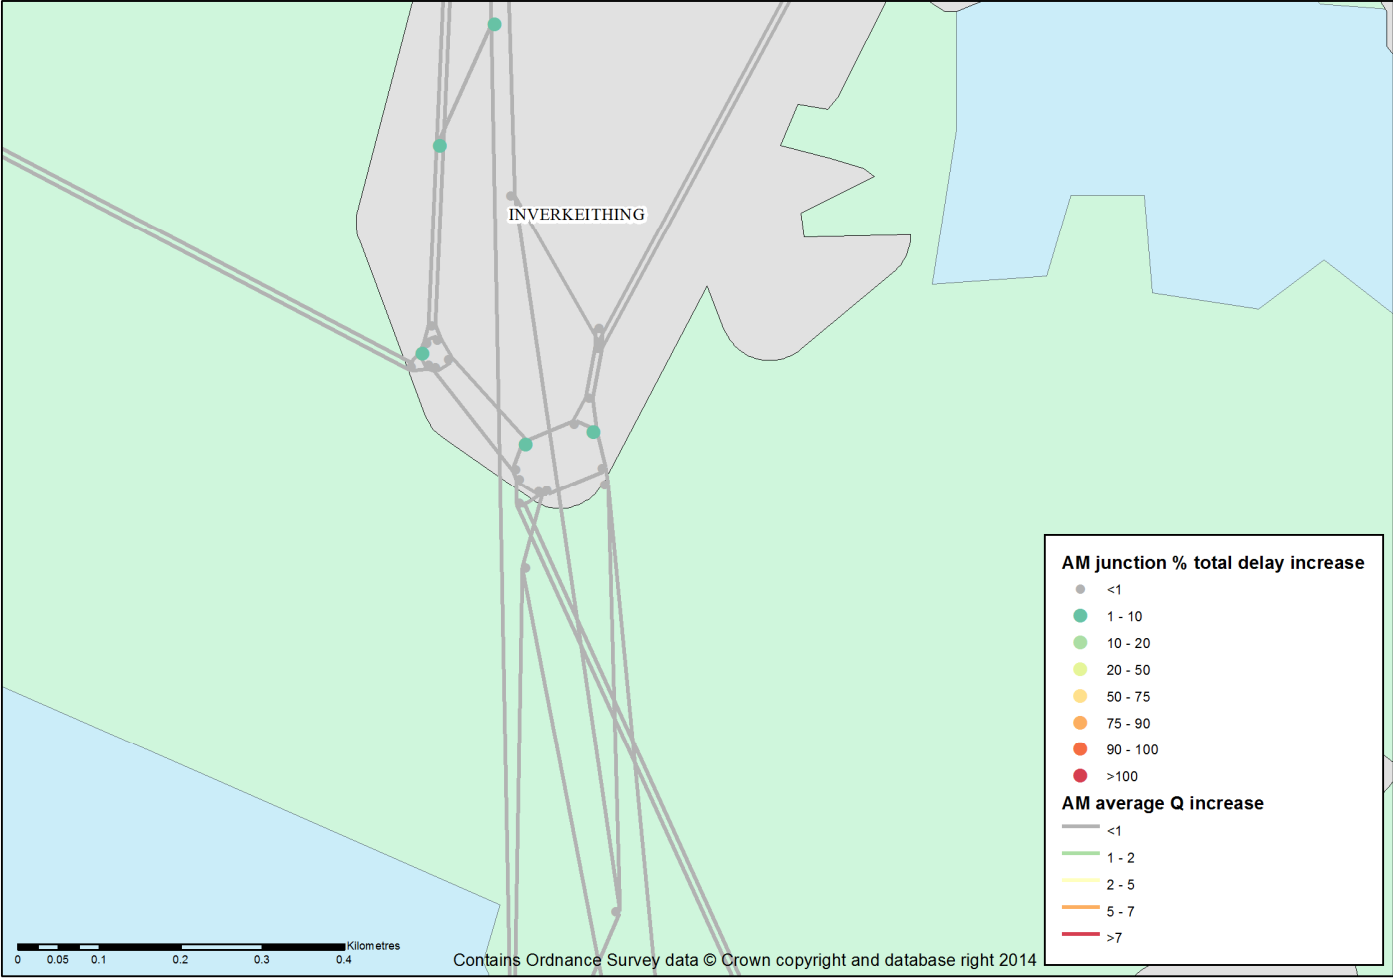 INVERKEITHING
AM junction % total delay increase
<1
1 - 10
10 - 20
20 - 50
50 - 75
75 - 90
90 - 100
>100
AM average Q increase
<1
1 - 2
2 - 5
5 - 7
>7
Kilometres
0 0.05 0.1 0.2 0.3 0.4
Contains Ordnance Survey data © Crown copyright and database right 2014